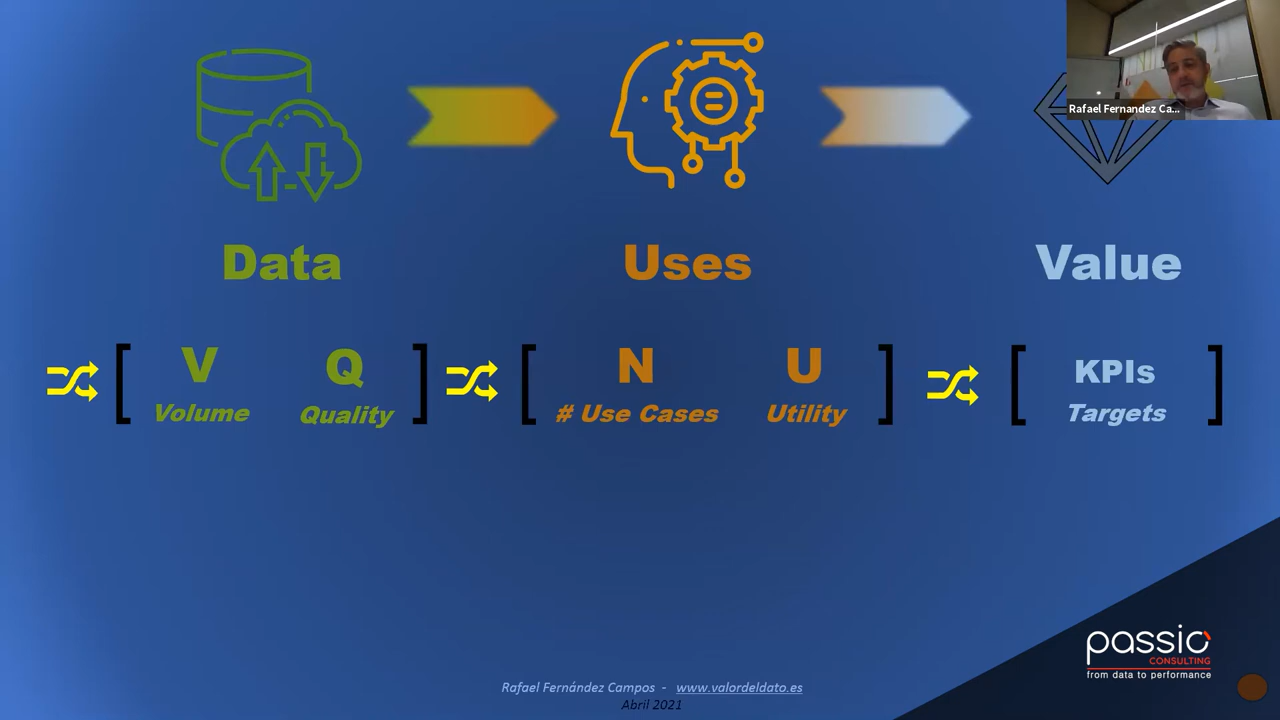 Rafael Fernandez Ca...
Data
Uses
Value
[ V Q ]
Volume Quality
[ N U ]
# Use Cases Utility
[ KPIs ]
Targets
passic
CONSULTING
from data to performance
Rafael Fernández Campos - www.valordeldato.es
Abril 2021